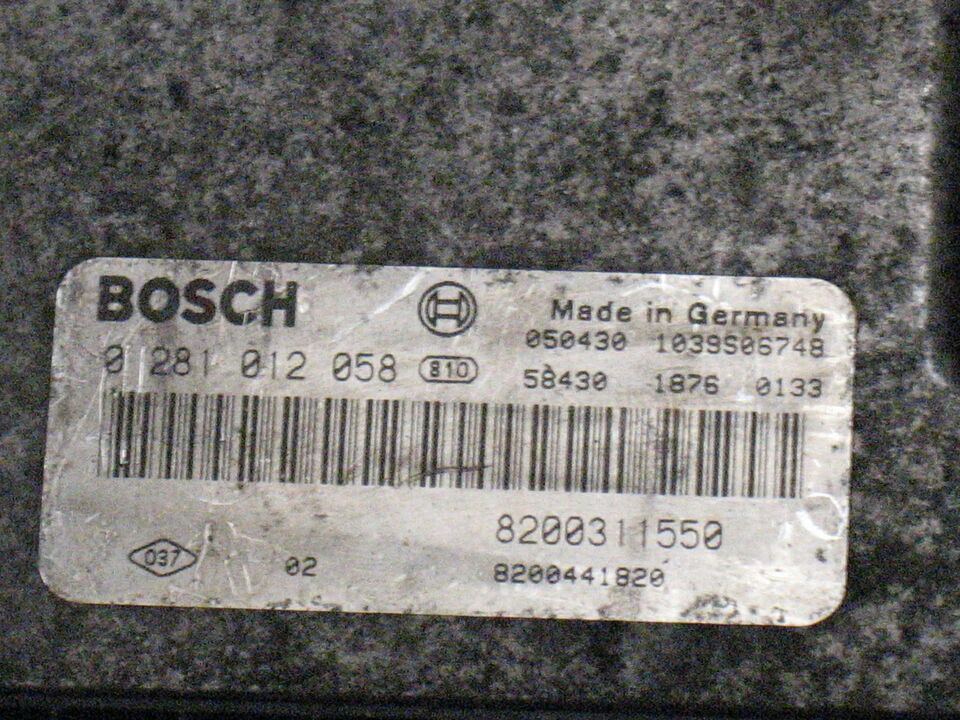 BOSCH
Made in Germany
050430 1039S06748
0 281 012 058 810
58430 1876 0133
8200311550
037 02
8200441820